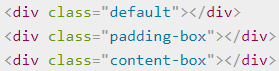 <div class="default"></div>
<div class="padding-box"></div>
<div class="content-box"></div>